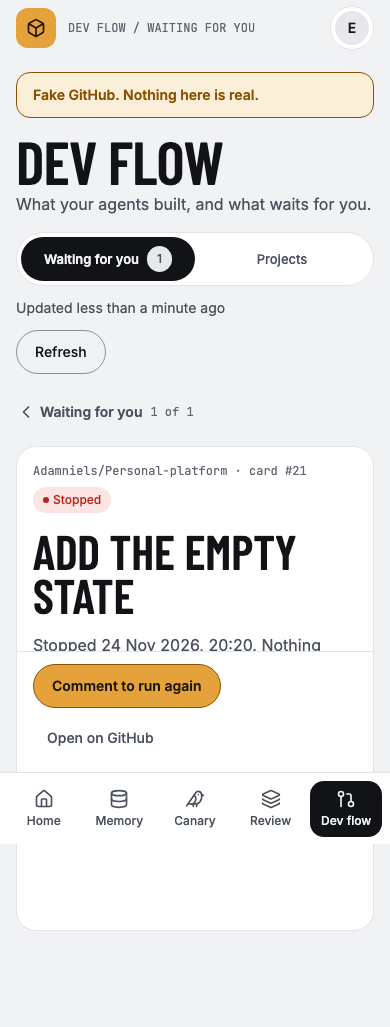 DEV FLOW / WAITING FOR YOU
E
Fake GitHub. Nothing here is real.
DEV FLOW
What your agents built, and what waits for you.
Waiting for you 1
Projects
Updated less than a minute ago
Refresh
Waiting for you 1 of 1
Adamniels/Personal-platform · card #21
Stopped
ADD THE EMPTY
STATE
Stopped 24 Nov 2026, 20:20. Nothing
Comment to run again
Open on GitHub
Home
Memory
Canary
Review
Dev flow